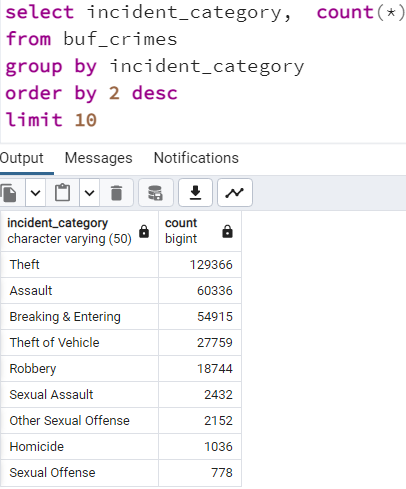 select incident_category,  count(*)
from buf_crimes
group by incident_category
order by 2 desc
limit 10
Output Messages Notifications
incident_category count
character varying (50) bigint
Theft 129366
Assault 60336
Breaking & Entering 54915
Theft of Vehicle 27759
Robbery 18744
Sexual Assault 2432
Other Sexual Offense 2152
Homicide 1036
Sexual Offense 778